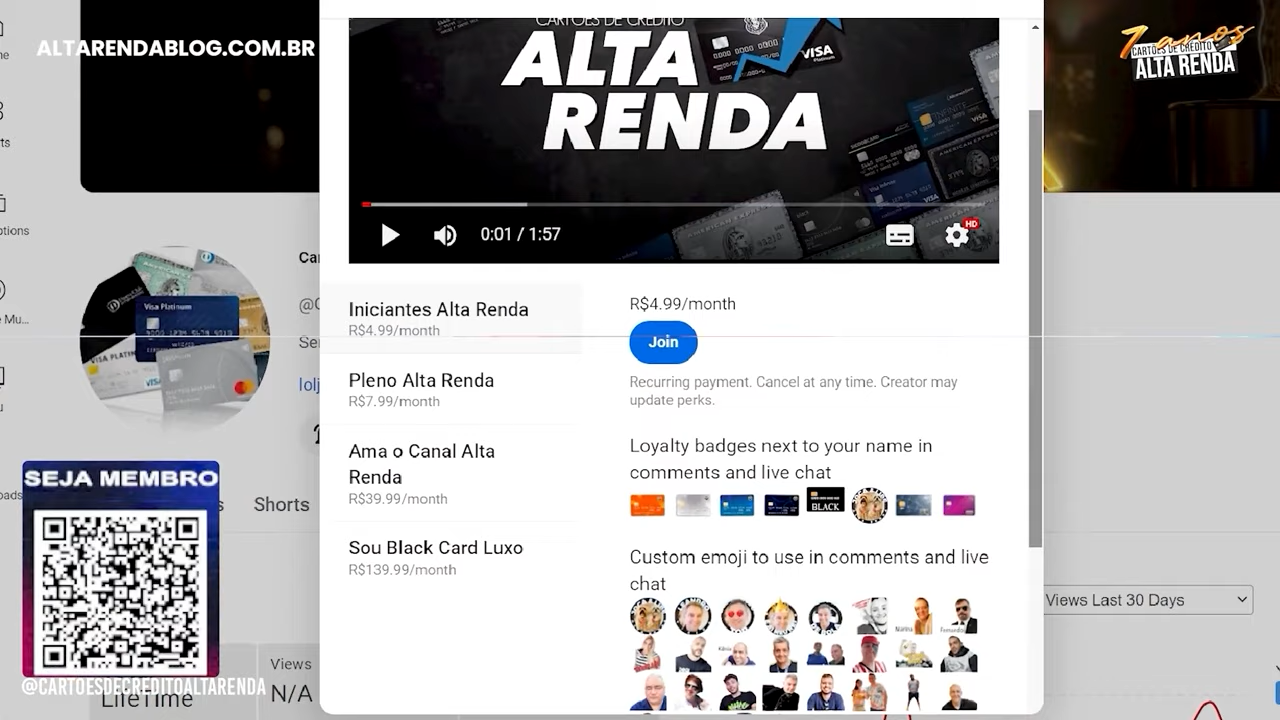 ALTARENDABLOG.COM.BR
CARTÕES DE CRÉDITO
ALTA
RENDA
VISA
Platinum
7 anos
CARTÕES DE CRÉDITO
ALTA RENDA
0:01 / 1:57
HD
Iniciantes Alta Renda
R$4.99/month
Pleno Alta Renda
R$7.99/month
Ama o Canal Alta
Renda
R$39.99/month
Sou Black Card Luxo
R$139.99/month
R$4.99/month
Join
Recurring payment. Cancel at any time. Creator may
update perks.
Loyalty badges next to your name in
comments and live chat
BLACK
Custom emoji to use in comments and live
chat
Visa Platinum
VISA
SEJA MEMBRO
Shorts
Views Last 30 Days
Views
N/A
@CARTOESDECREDITOALTARENDA